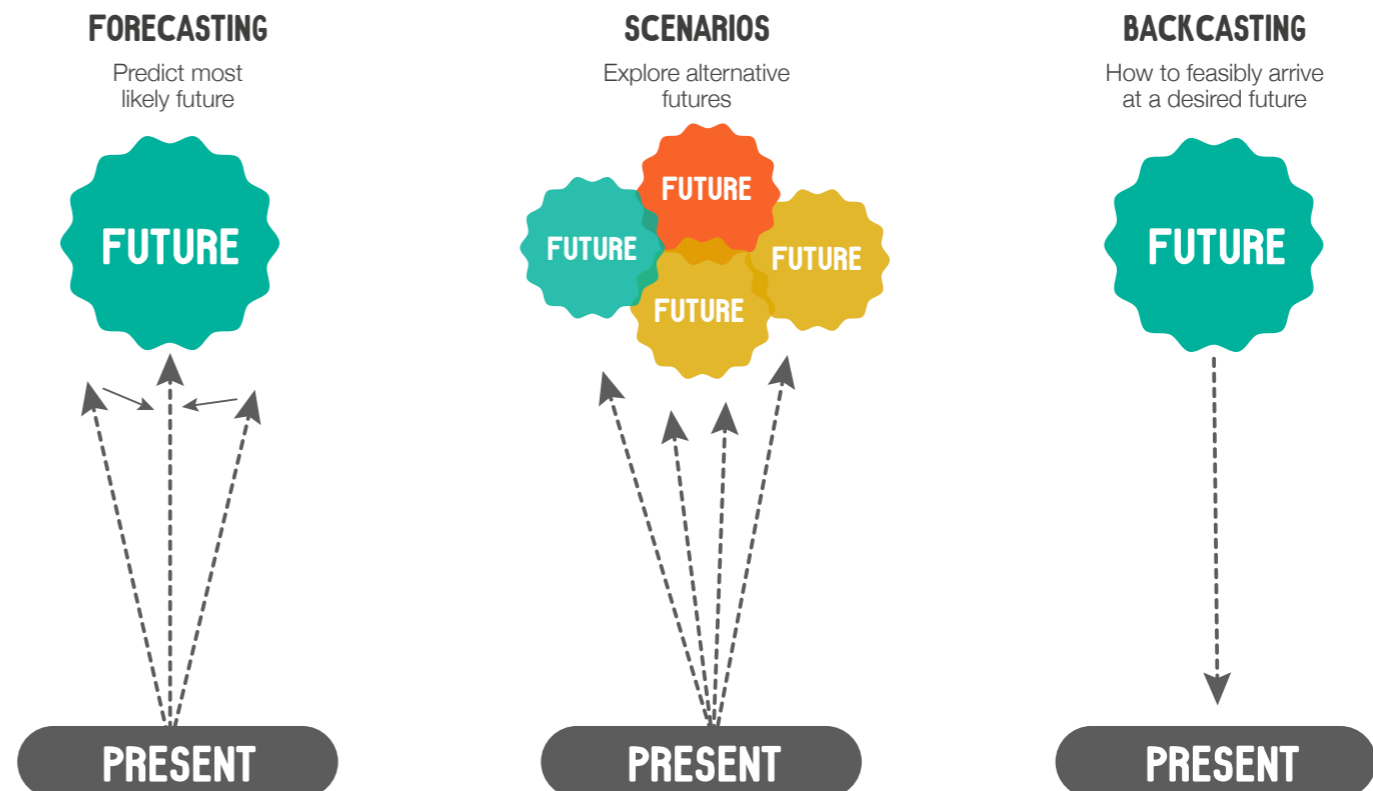 FORECASTING
Predict most
likely future
FUTURE
PRESENT
SCENARIOS
Explore alternative
futures
FUTURE
FUTURE
FUTURE
FUTURE
PRESENT
BACKCASTING
How to feasibly arrive
at a desired future
FUTURE
PRESENT